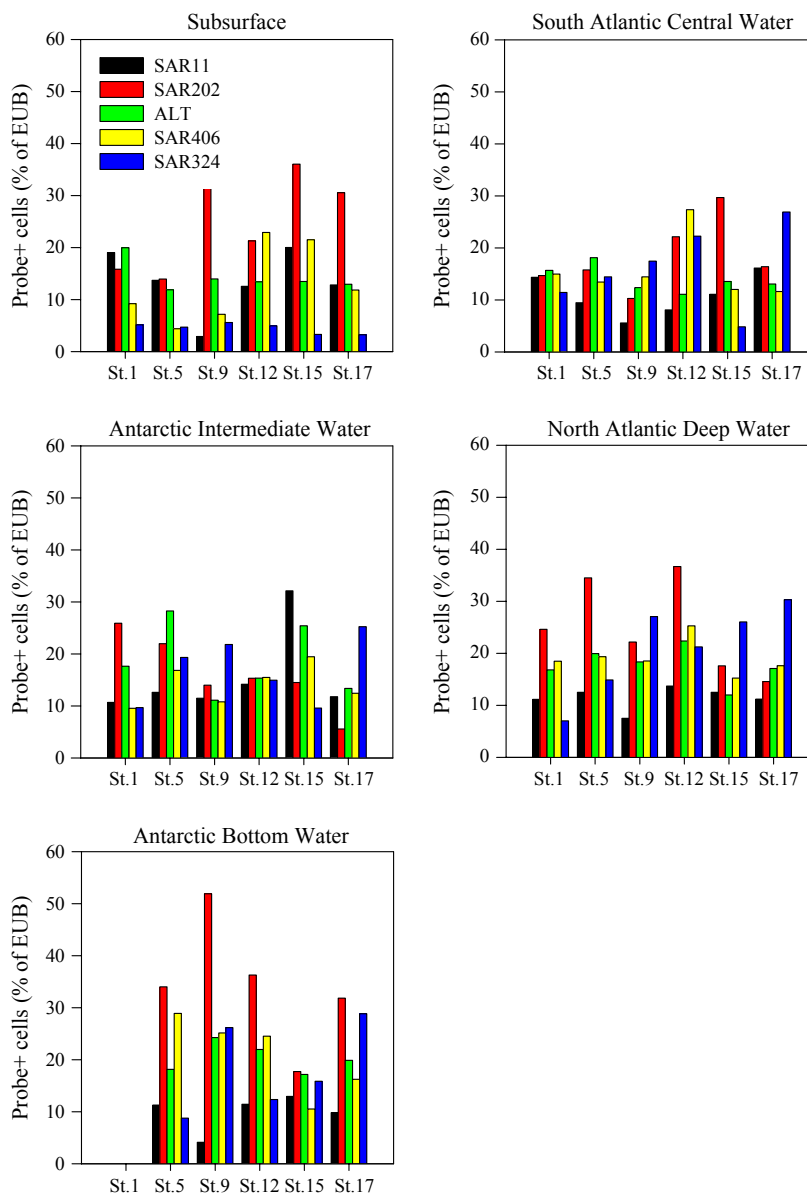 Subsurface
60
50
40
30
20
10
0
Probe+ cells (% of EUB)
SAR11
SAR202
ALT
SAR406
SAR324
St.1 St.5 St.9 St.12 St.15 St.17
South Atlantic Central Water
60
50
40
30
20
10
0
Probe+ cells (% of EUB)
St.1 St.5 St.9 St.12 St.15 St.17
Antarctic Intermediate Water
60
50
40
30
20
10
0
Probe+ cells (% of EUB)
St.1 St.5 St.9 St.12 St.15 St.17
North Atlantic Deep Water
60
50
40
30
20
10
0
Probe+ cells (% of EUB)
St.1 St.5 St.9 St.12 St.15 St.17
Antarctic Bottom Water
60
50
40
30
20
10
0
Probe+ cells (% of EUB)
St.1 St.5 St.9 St.12 St.15 St.17